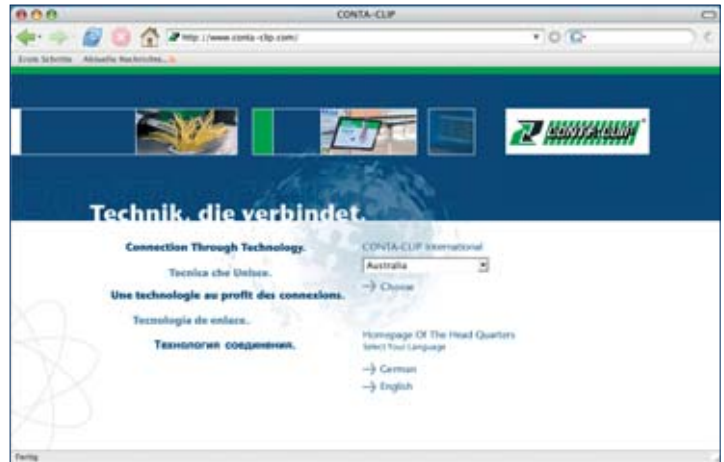 CONTA-CLIP
http://www.conta-clip.com/
Erste Schritte Aktuelle Nachrichten...
CONTA-CLIP
Technik, die verbindet.
Connection Through Technology.
Tecnica che Unisce.
Une technologie au profit des connexions.
Tecnologia de enlace.
Технология соединения.
CONTA-CLIP International
Australia
Choose
Homepage Of The Head Quarters
Select Your Language
German
English
Fertig